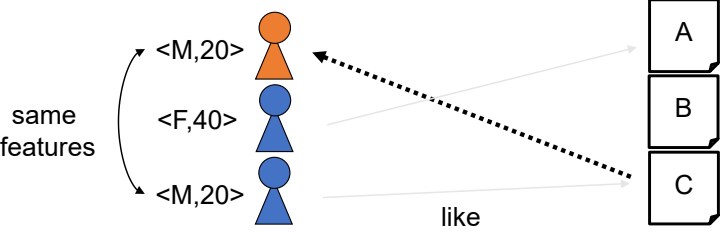 <M,20>
A
same
features
<F,40>
B
<M,20>
C
like